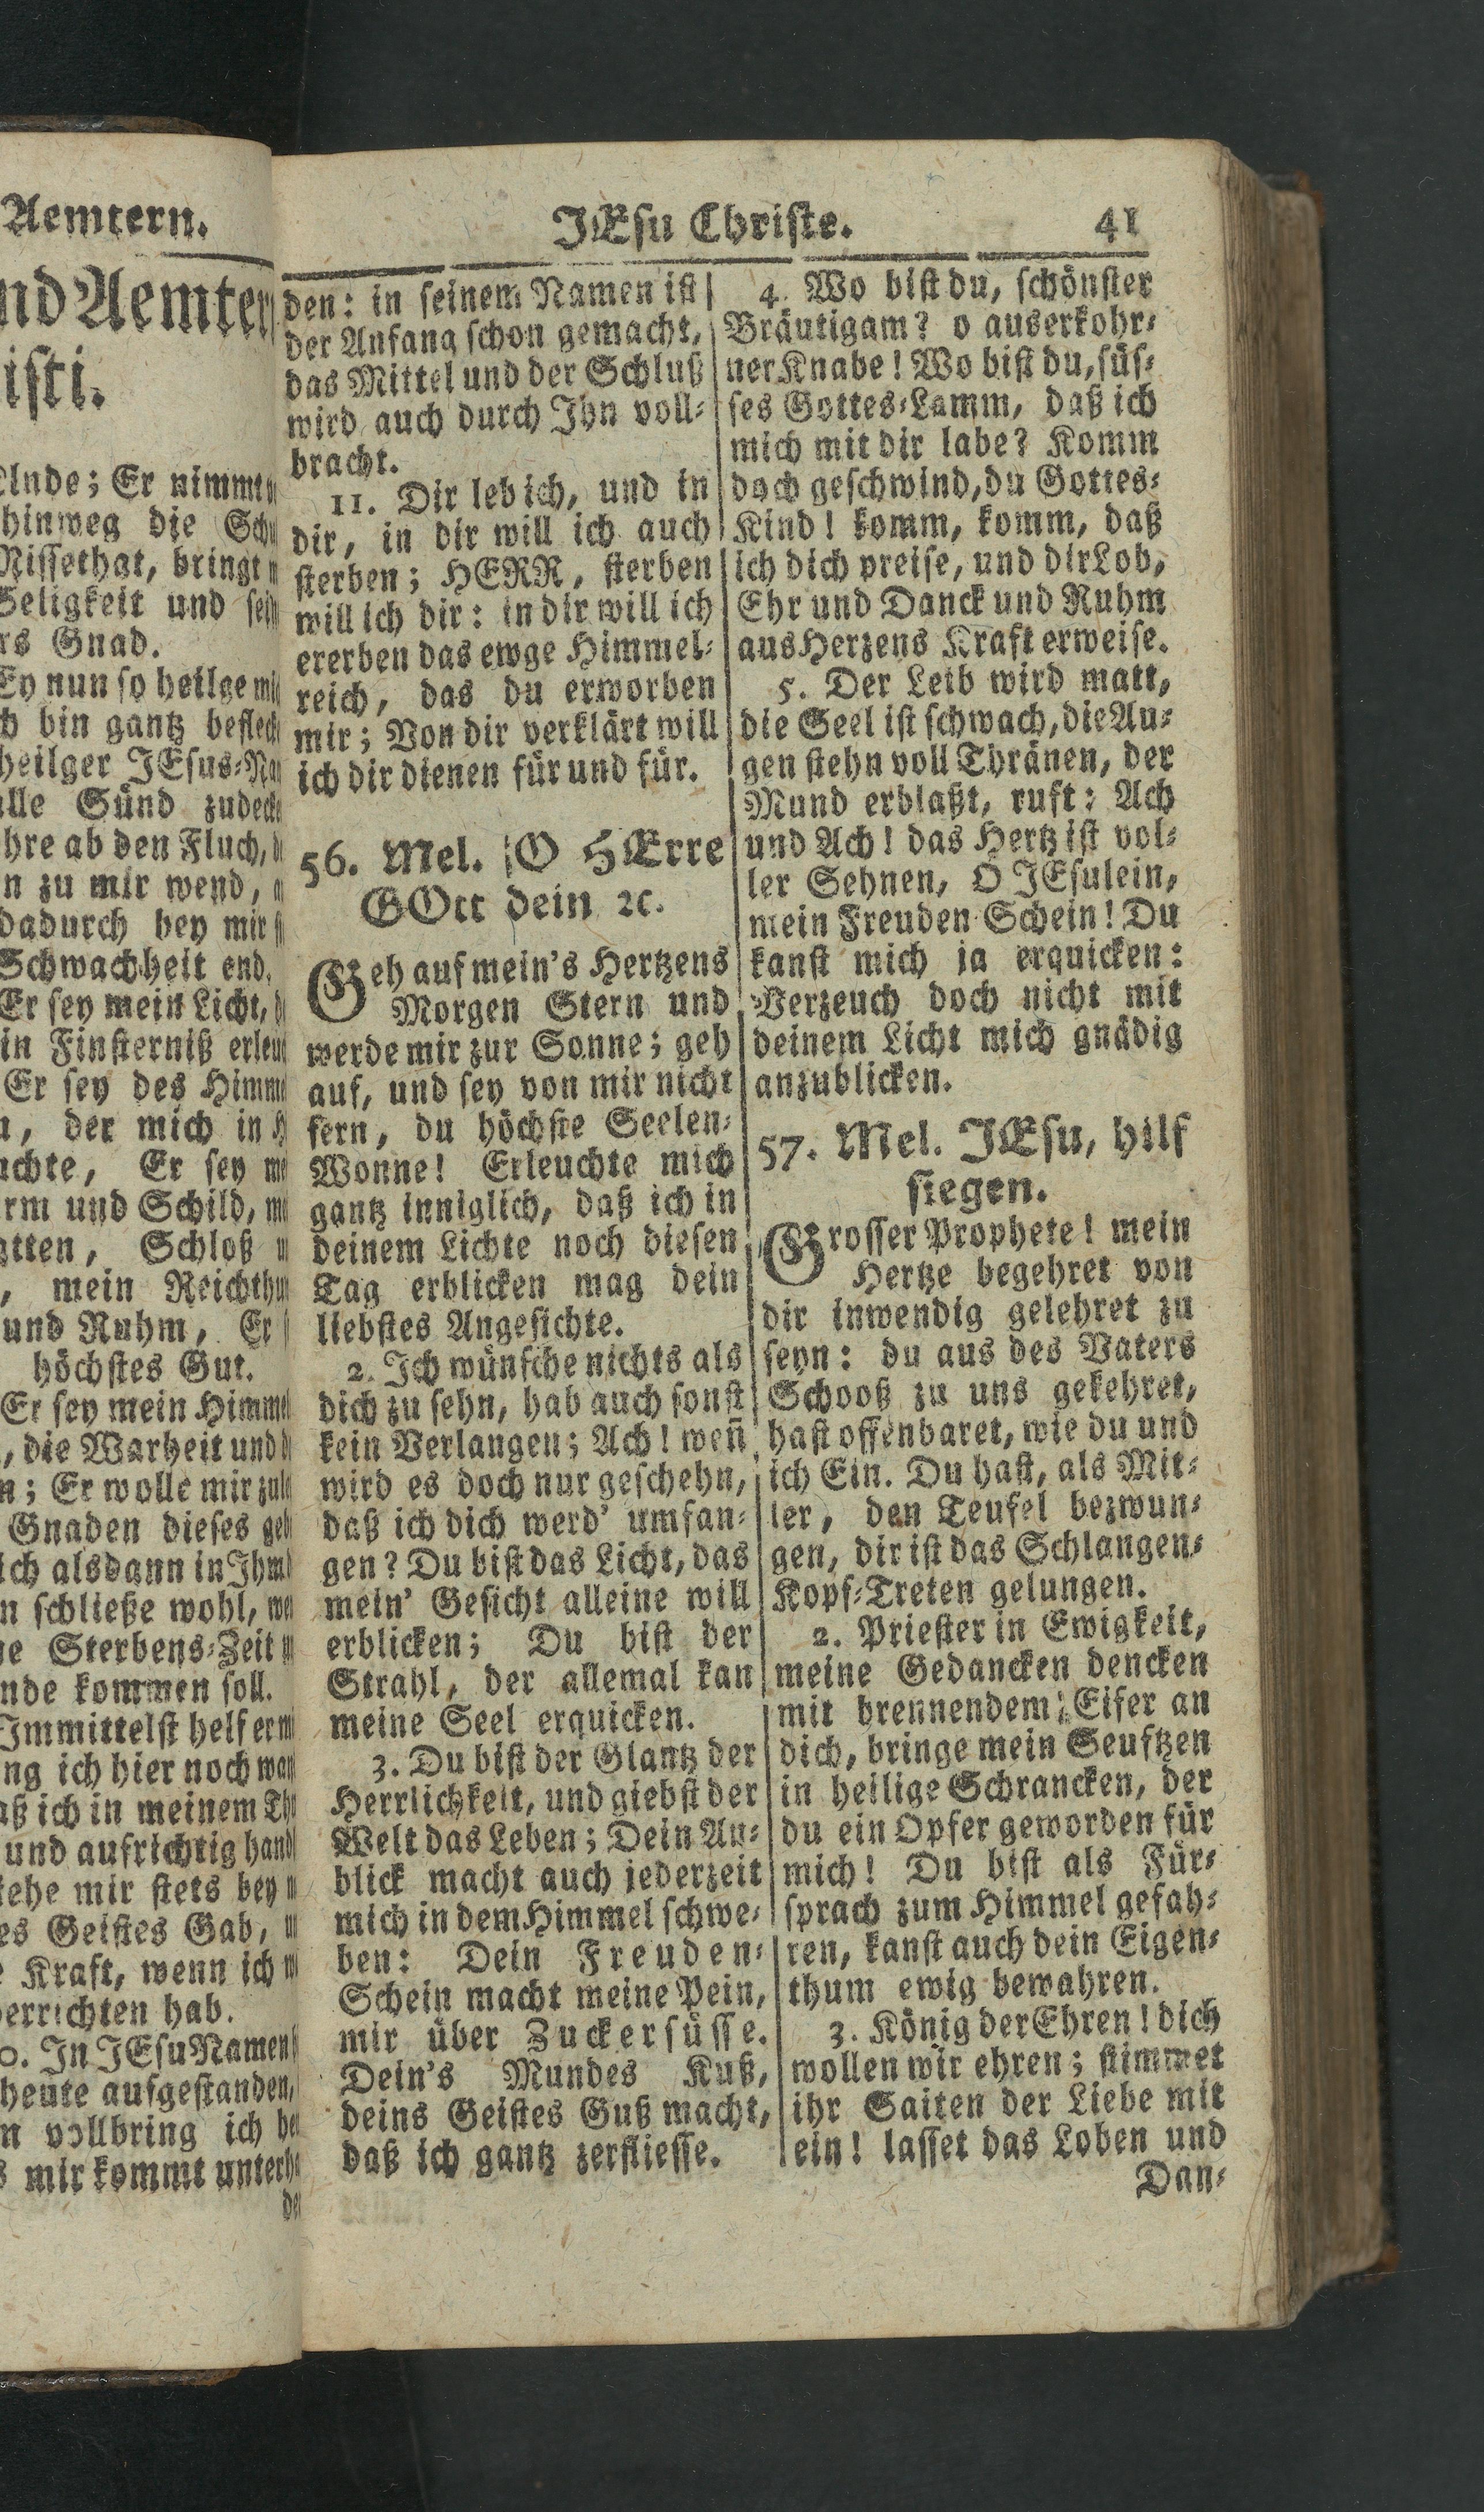 Aemtern.
nd Aemter
isti.
elnde; Er nimmt
hinweg die
Missethat, bringt
Seligkeit und
rs Gnad.
Ey nun so heilge
ch bin gantz
heilger JEsus-
alle Sünd
hre ab den Fluch,
n zu mir wend,
dadurch bey mir
Schwachheit end,
Er sey mein Licht,
in Finsterniß
Er sey des
, der mich in
achte, Er sey
rm und Schild,
atten, Schloß
, mein
und Ruhm, Er
höchstes Gut.
Er sey mein
, die Warheit und
n; Er wolle mir
Gnaden dieses
ich alsdann in
n schließe wohl,
ge Sterbens-Zeit
nde kommen soll.
Immittelst helf er
ng ich hier noch
aß ich in meinem
und aufrichtig
tehe mir stets bey
es Geistes Gab,
e Kraft, wenn ich
verrichten hab.
o. In JEsu Namen
heute aufgestanden,
n vollbring ich
s mir kommt
JEsu Christe. 41
den: in seinem Namen ist
der Anfang schon gemacht,
das Mittel und der Schluß
wird auch durch Ihn voll-
bracht.
11. Dir leb ich, und in
dir, in dir will ich auch
sterben; HERR, sterben
will ich dir: in dir will ich
ererben das ewge Himmel-
reich, das du erworben
mir; Von dir verklärt will
ich dir dienen für und für.
56. Mel. O HErre
GOtt dein ꝛc.
Geh auf mein's Hertzens
Morgen Stern und
werde mir zur Sonne; geh
auf, und sey von mir nicht
fern, du höchste Seelen-
Wonne! Erleuchte mich
gantz inniglich, daß ich in
deinem Lichte noch diesen
Tag erblicken mag dein
liebstes Angesichte.
2. Ich wünsche nichts als
dich zu sehn, hab auch sonst
kein Verlangen; Ach! wen̄
wird es doch nur geschehn,
daß ich dich werd' umfan-
gen? Du bist das Licht, das
mein' Gesicht alleine will
erblicken; Du bist der
Strahl, der allemal kan
meine Seel erquicken.
3. Du bist der Glantz der
Herrlichkeit, und giebst der
Welt das Leben; Dein An-
blick macht auch jederzeit
mich in dem Himmel schwe-
ben: Dein Freuden-
Schein macht meine Pein,
mir über Zuckersüsse.
Dein's Mundes Kuß,
deins Geistes Guß macht,
daß ich gantz zerfliesse.
4. Wo bist du, schönster
Bräutigam? o auserkohr-
ner Knabe! Wo bist du, süs-
ses Gottes-Lamm, daß ich
mich mit dir labe? Komm
doch geschwind, du Gottes-
Kind! komm, komm, daß
ich dich preise, und dir Lob,
Ehr und Danck und Ruhm
aus Herzens Kraft erweise.
5. Der Leib wird matt,
die Seel ist schwach, die Au-
gen stehn voll Thränen, der
Mund erblaßt, ruft: Ach
und Ach! das Hertz ist vol-
ler Sehnen, O JEsulein,
mein Freuden Schein! Du
kanst mich ja erquicken:
Verzeuch doch nicht mit
deinem Licht mich gnädig
anzublicken.
57. Mel. JEsu, hilf
siegen.
Grosser Prophete! mein
Hertze begehret von
dir inwendig gelehret zu
seyn: du aus des Vaters
Schooß zu uns gekehret,
hast offenbaret, wie du und
ich Ein. Du hast, als Mit-
ler, den Teufel bezwun-
gen, dir ist das Schlangen-
Kopf-Treten gelungen.
2. Priester in Ewigkeit,
meine Gedancken dencken
mit brennendem Eifer an
dich, bringe mein Seuftzen
in heilige Schrancken, der
du ein Opfer geworden für
mich! Du bist als Für-
sprach zum Himmel gefah-
ren, kanst auch dein Eigen-
thum ewig bewahren.
3. König der Ehren! dich
wollen wir ehren; stimmet
ihr Saiten der Liebe mit
ein! lasset das Loben und
Dan-